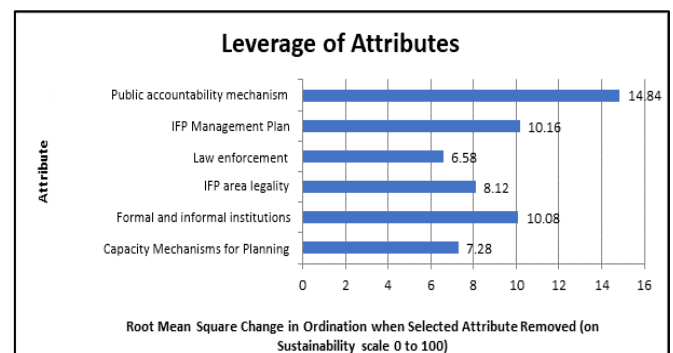 Leverage of Attributes
Attribute
Public accountability mechanism 14.84
IFP Management Plan 10.16
Law enforcement 6.58
IFP area legality 8.12
Formal and informal institutions 10.08
Capacity Mechanisms for Planning 7.28
0 2 4 6 8 10 12 14 16
Root Mean Square Change in Ordination when Selected Attribute Removed (on
Sustainability scale 0 to 100)